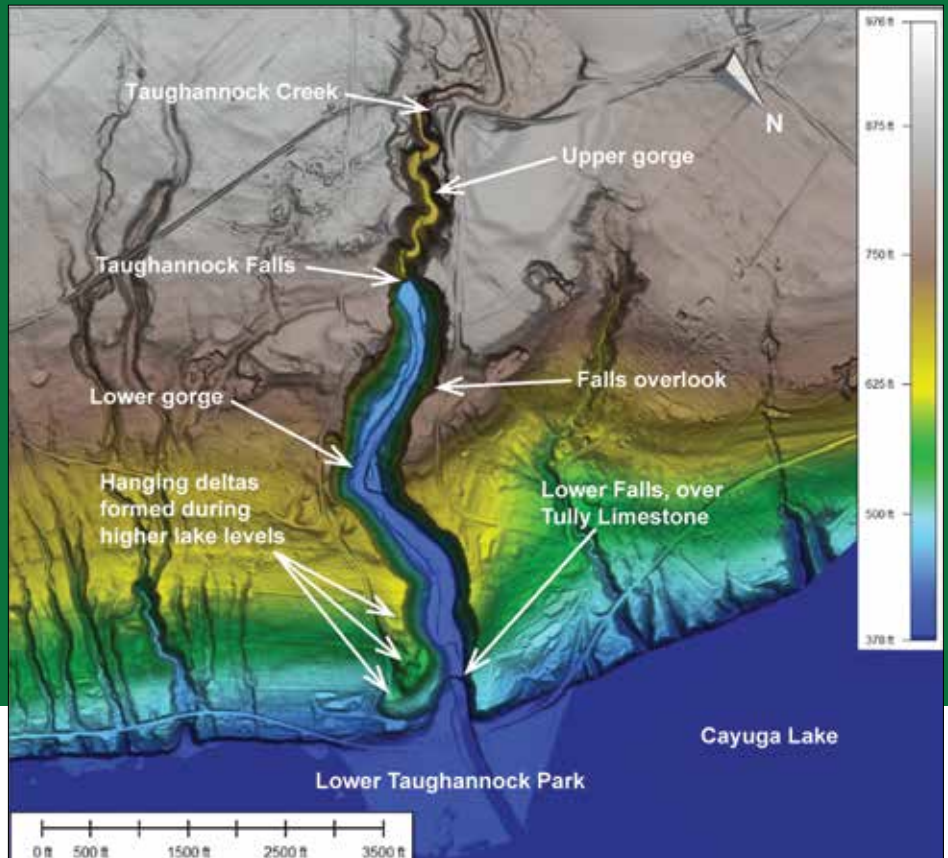 976 ft
875 ft
750 ft
625 ft
500 ft
378 ft
N
Taughannock Creek
Upper gorge
Taughannock Falls
Falls overlook
Lower gorge
Hanging deltas
formed during
higher lake levels
Lower Falls, over
Tully Limestone
Cayuga Lake
Lower Taughannock Park
0 ft 500 ft 1500 ft 2500 ft 3500 ft